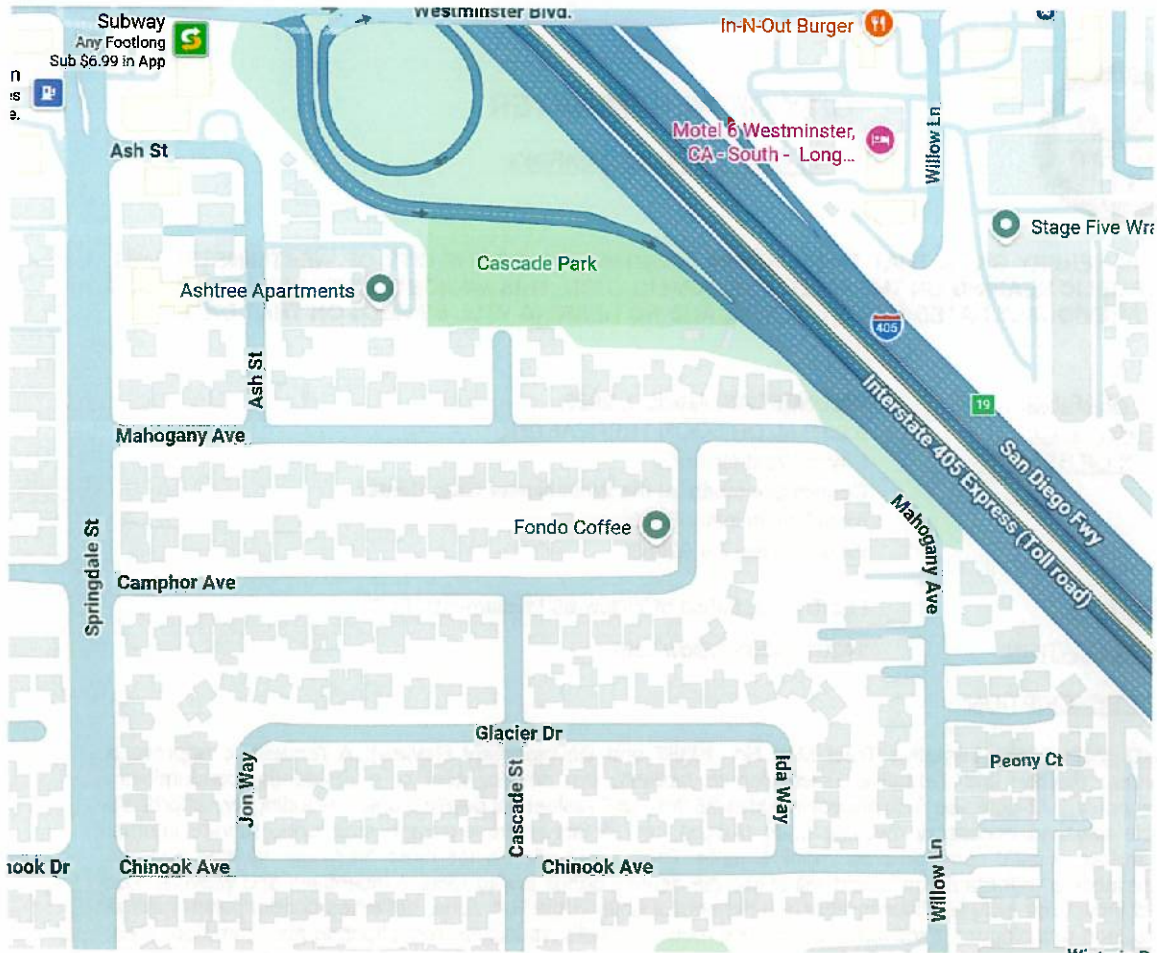 Westminster Blvd.
Subway
Any Footlong
Sub $6.99 in App
In-N-Out Burger
n
s
e.
Motel 6 Westminster,
CA - South - Long...
Willow Ln
Ash St
Stage Five Wra
Cascade Park
Ashtree Apartments
405
Ash St
19
Interstate 405 Express (Toll road)
San Diego Fwy
Mahogany Ave
Mahogany Ave
Fondo Coffee
Springdale St
Camphor Ave
Glacier Dr
Jon Way
Cascade St
Ida Way
Peony Ct
nook Dr
Chinook Ave
Chinook Ave
Willow Ln